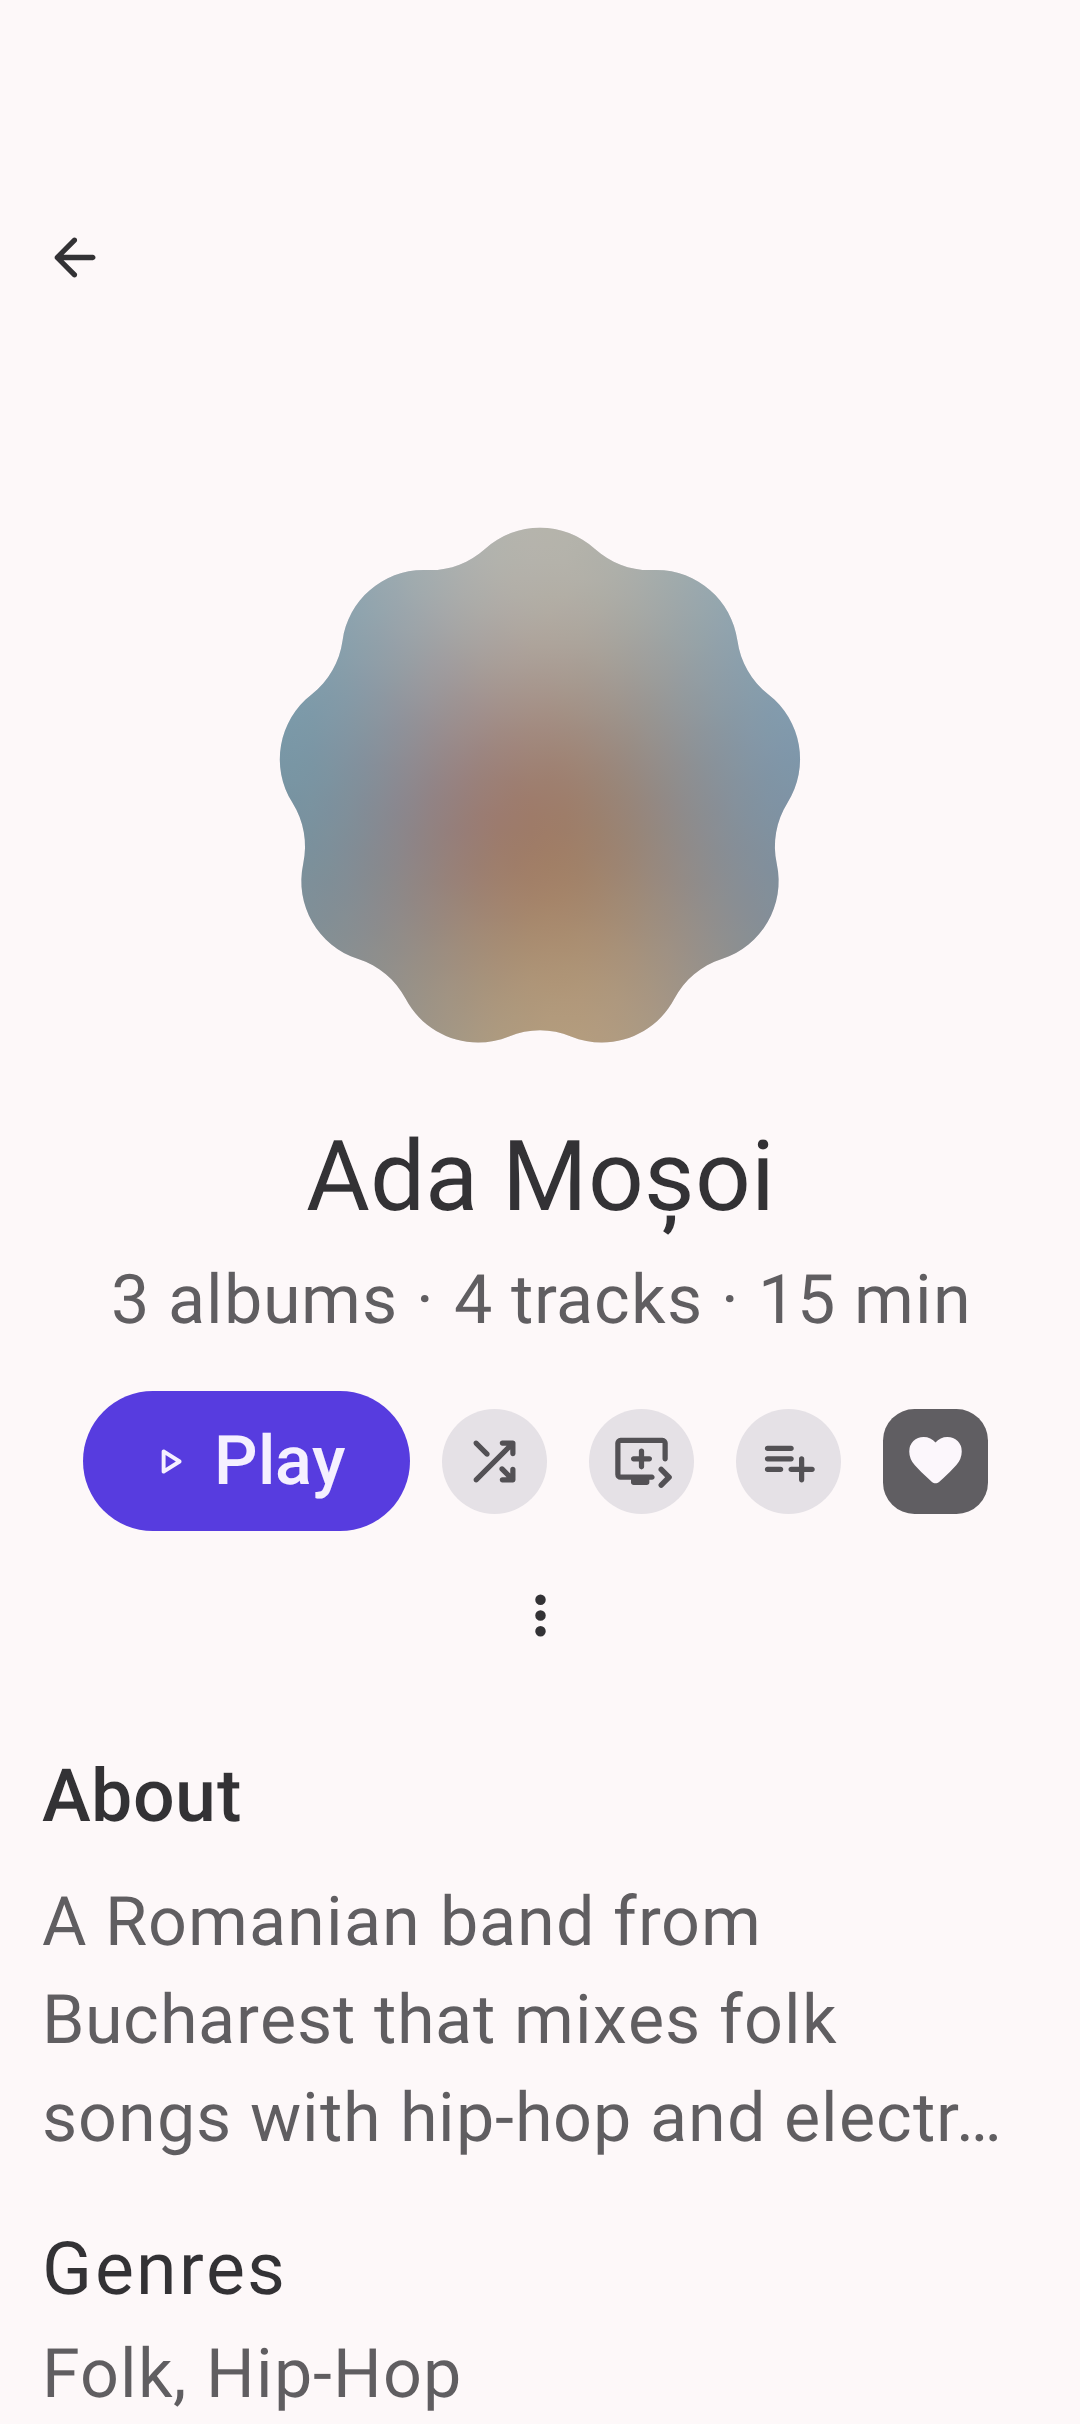 Ada Moșoi
3 albums · 4 tracks · 15 min
Play
About
A Romanian band from
Bucharest that mixes folk
songs with hip-hop and electr…
Genres
Folk, Hip-Hop